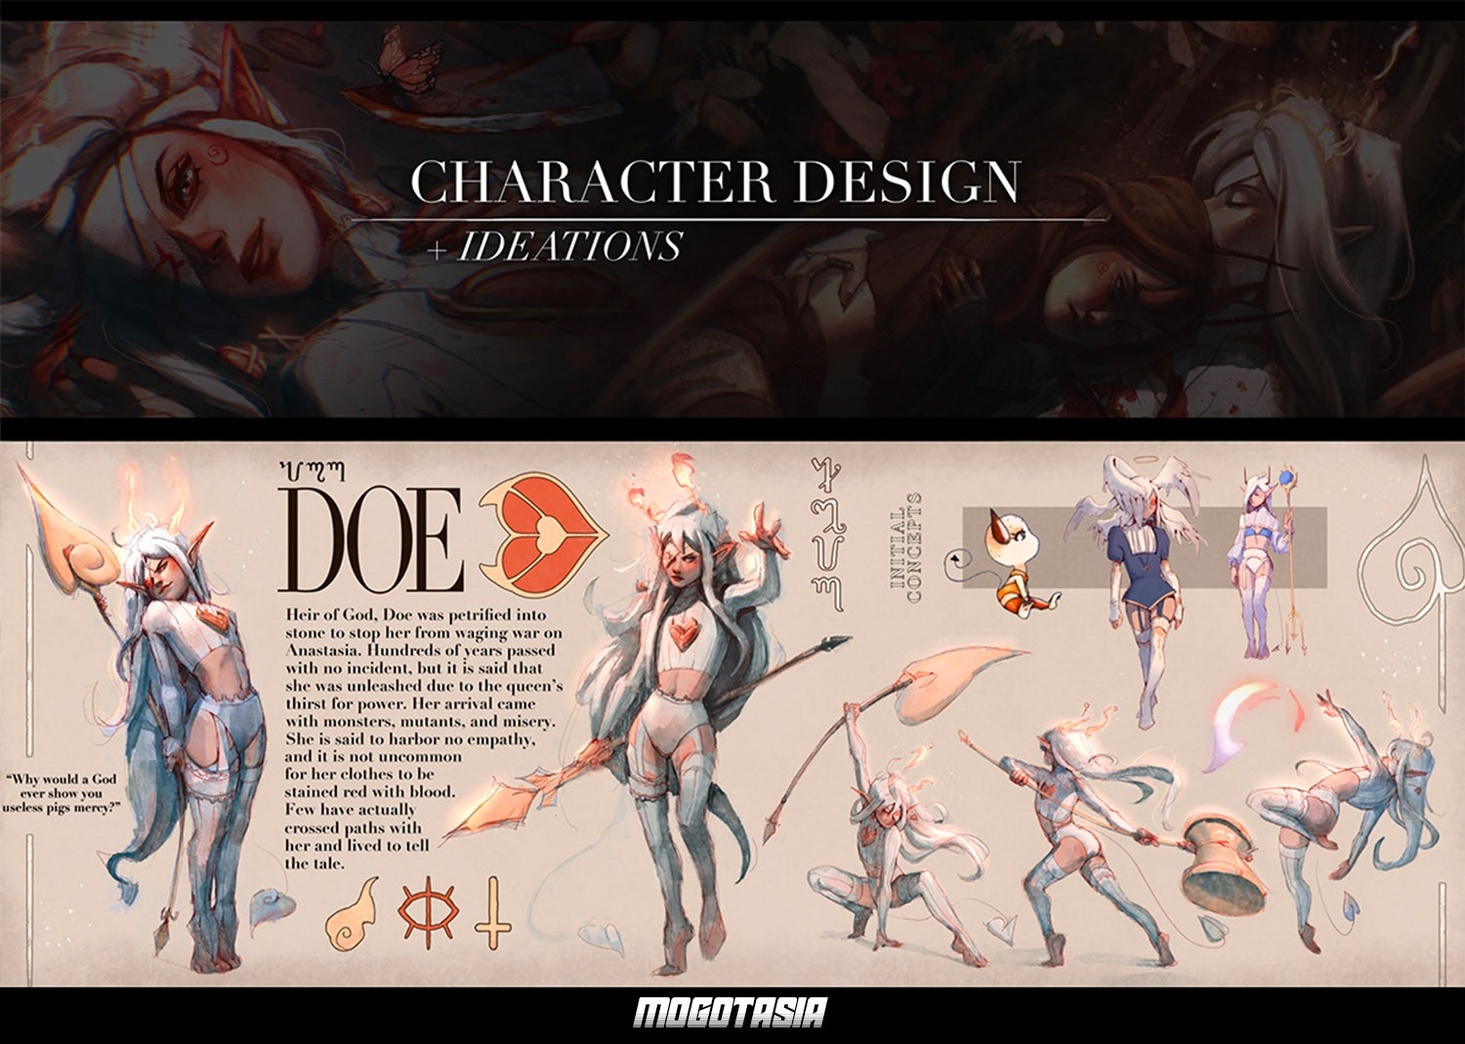 CHARACTER DESIGN
+ IDEATIONS
DOE
Heir of God, Doe was petrified into
stone to stop her from waging war on
Anastasia. Hundreds of years passed
with no incident, but it is said that
she was unleashed due to the queen's
thirst for power. Her arrival came
with monsters, mutants, and misery.
She is said to harbor no empathy,
and it is not uncommon
for her clothes to be
stained red with blood.
Few have actually
crossed paths with
her and lived to tell
the tale.
“Why would a God
ever show you
useless pigs mercy?”
INITIAL
CONCEPTS
MOGOTASIA